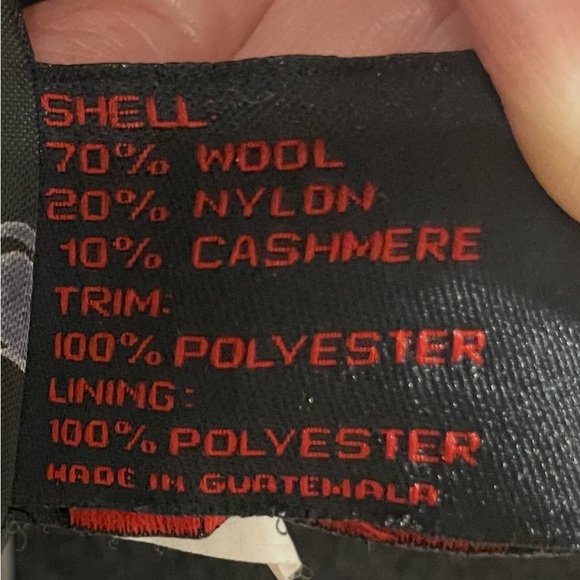 SHELL:
70% WOOL
20% NYLON
10% CASHMERE
TRIM:
100% POLYESTER
LINING:
100% POLYESTER
MADE IN GUATEMALA